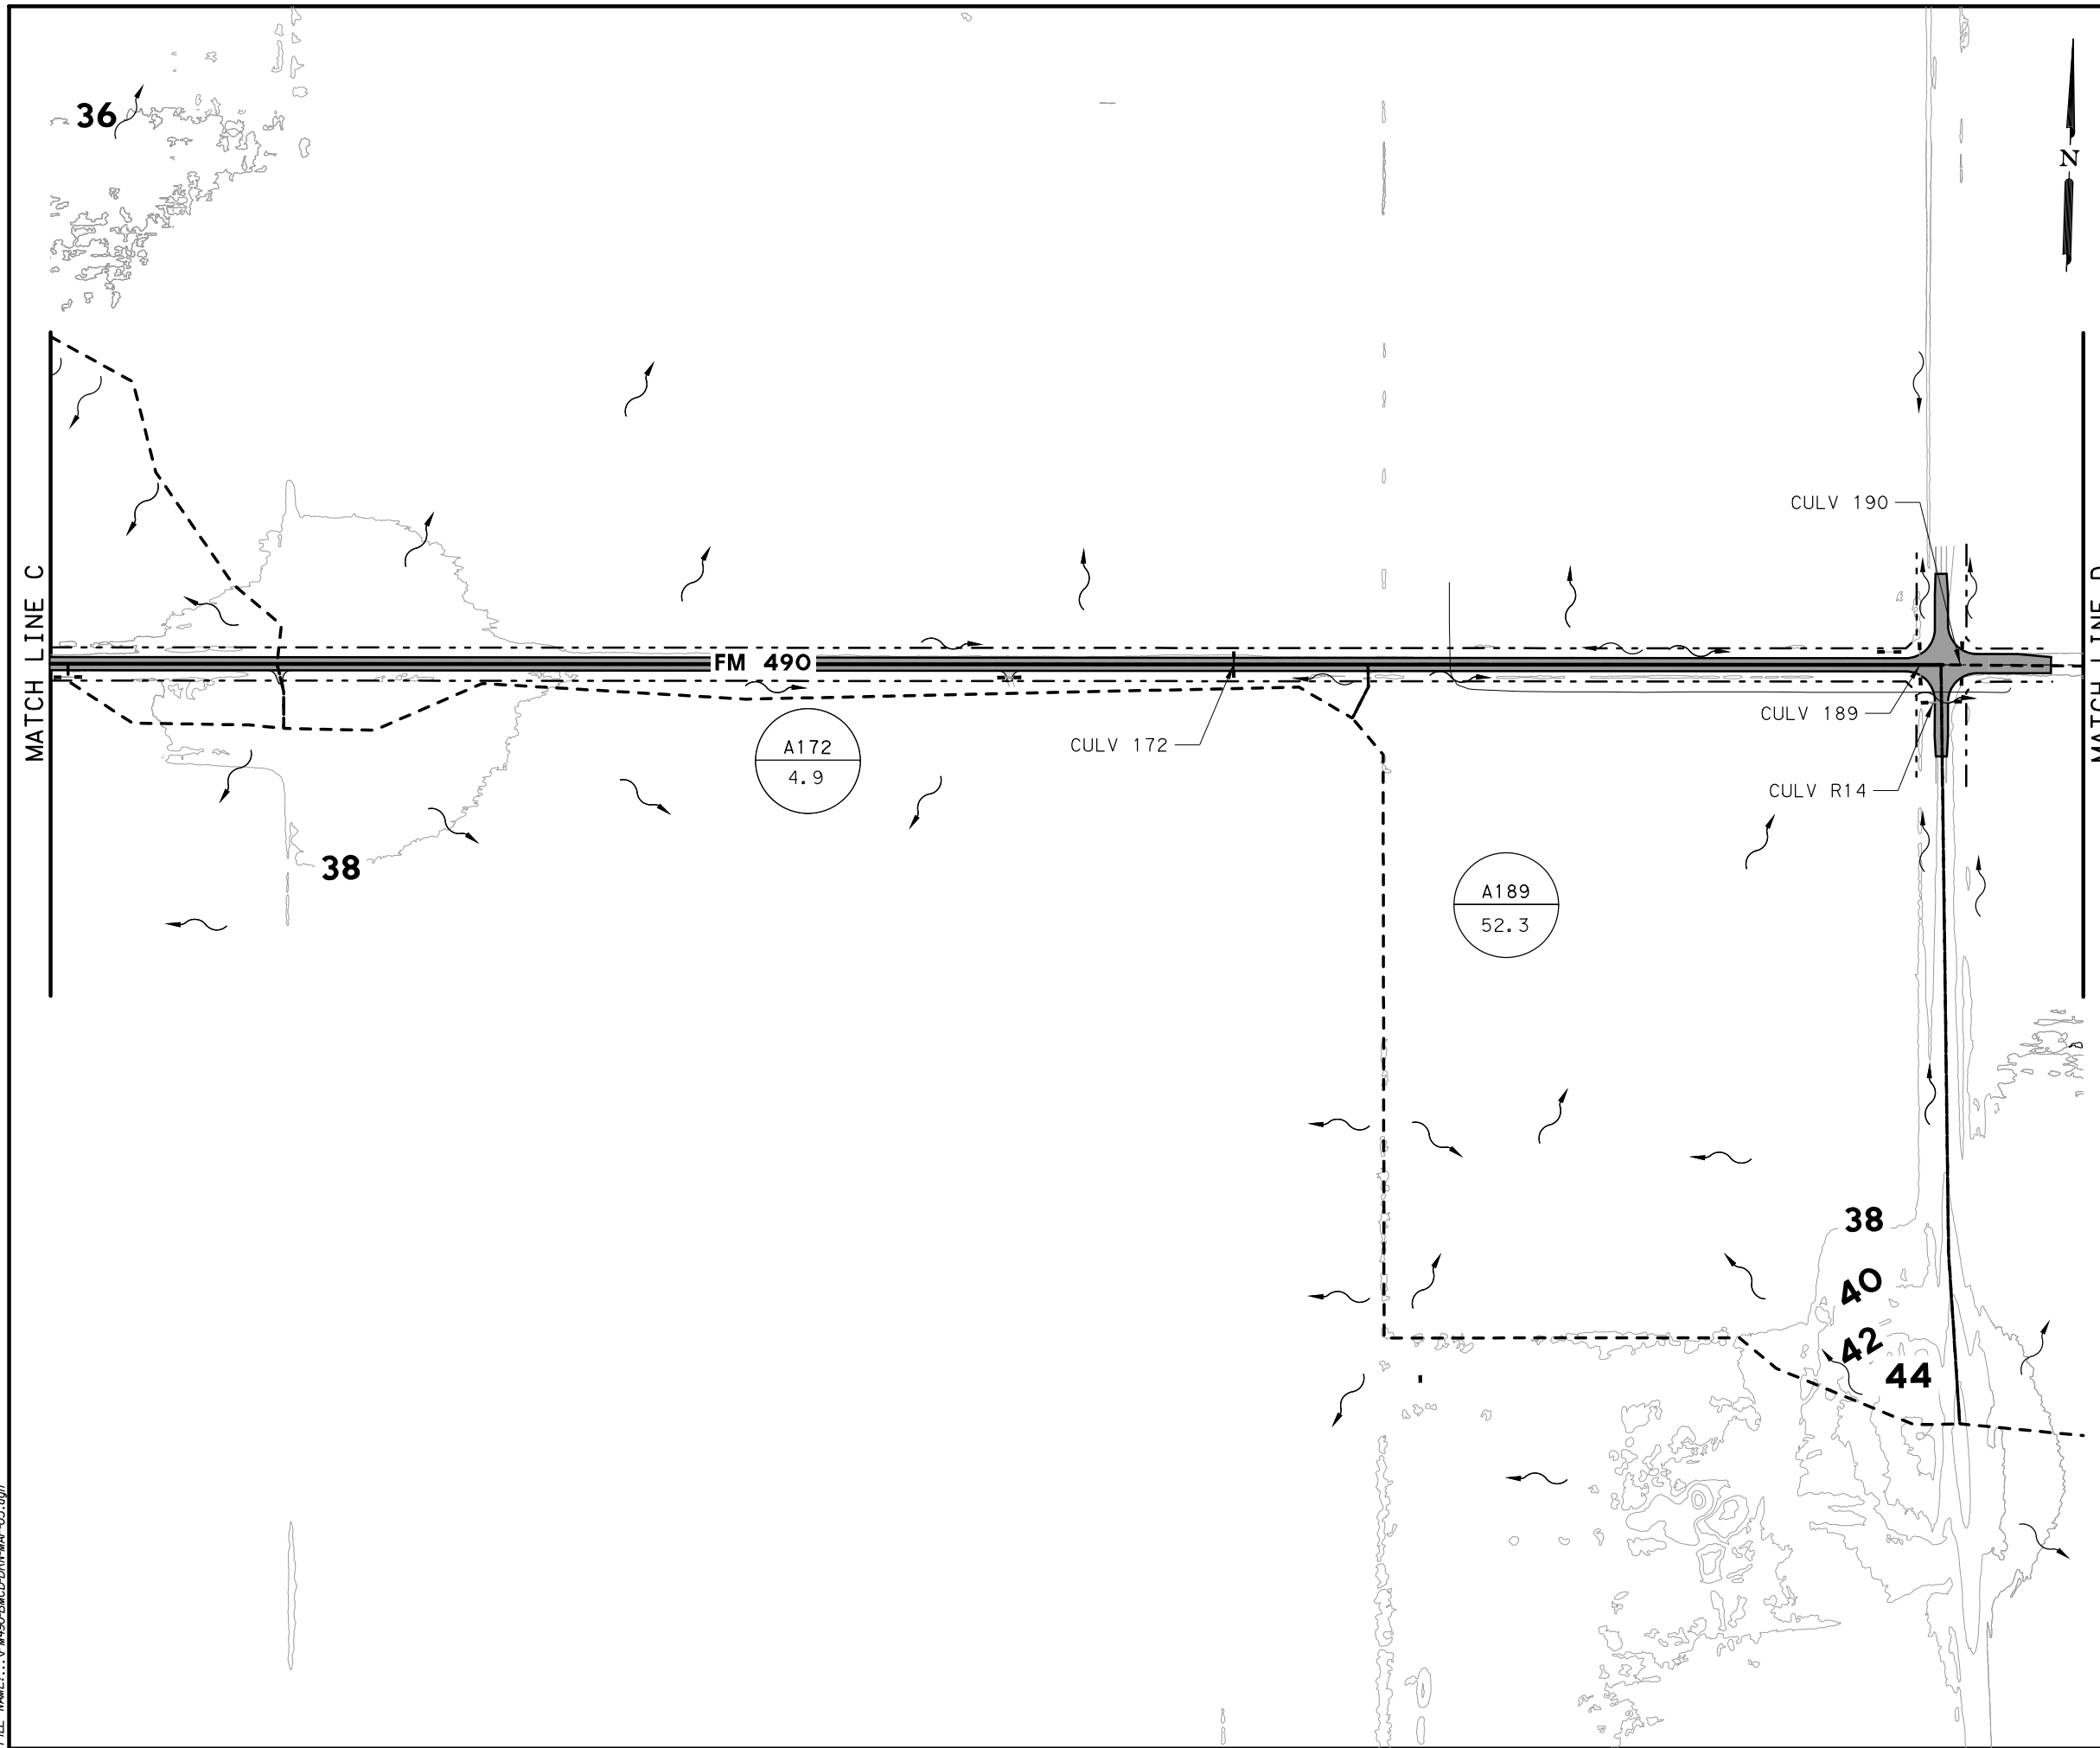 36
N
CULV 190
MATCH LINE C
FM 490
CULV 189
A172
4.9
CULV 172
CULV R14
38
A189
52.3
38
40
42
44